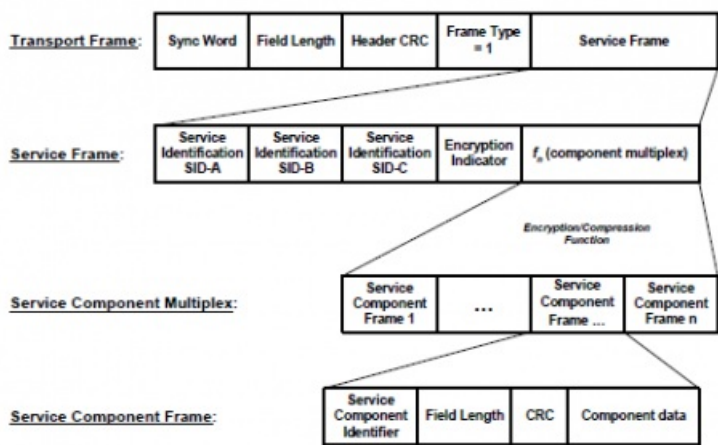 Transport Frame:
Sync Word
Field Length
Header CRC
Frame Type
= 1
Service Frame
Service Frame:
Service
Identification
SID-A
Service
Identification
SID-B
Service
Identification
SID-C
Encryption
Indicator
fn (component multiplex)
Encryption/Compression
Function
Service Component Multiplex:
Service
Component
Frame 1
...
Service
Component
Frame ...
Service
Component
Frame n
Service Component Frame:
Service
Component
Identifier
Field Length
CRC
Component data